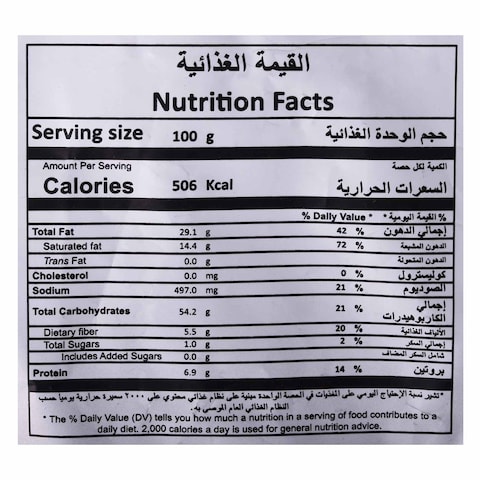 القيمة الغذائية
Nutrition Facts
Serving size 100 g حجم الوحدة الغذائية
Amount Per Serving الكمية لكل حصة
Calories 506 Kcal السعرات الحرارية
% Daily Value * % القيمة اليومية*
Total Fat 29.1 g 42 % إجمالي الدهون
Saturated fat 14.4 g 72 % الدهون المشبعة
Trans Fat 0.0 g الدهون المتحولة
Cholesterol 0.0 mg 0 % كوليسترول
Sodium 497.0 mg 21 % الصوديوم
Total Carbohydrates 54.2 g 21 % إجمالي الكاربوهيدرات
Dietary fiber 5.5 g 20 % الألياف الغذائية
Total Sugars 1.0 g 2 % إجمالي السكر
Includes Added Sugars 0.0 g شامل السكر المضاف
Protein 6.9 g 14 % بروتين
*تشير نسبة الإحتياج اليومي على المغذيات في الحصة الواحدة مبنية على نظام غذائي محتوي على ٢٠٠٠ سعيرة حرارية يومياً حسب
النظام الغذائي العام الموصى به.
* The % Daily Value (DV) tells you how much a nutrition in a serving of food contributes to a
daily diet. 2,000 calories a day is used for general nutrition advice.